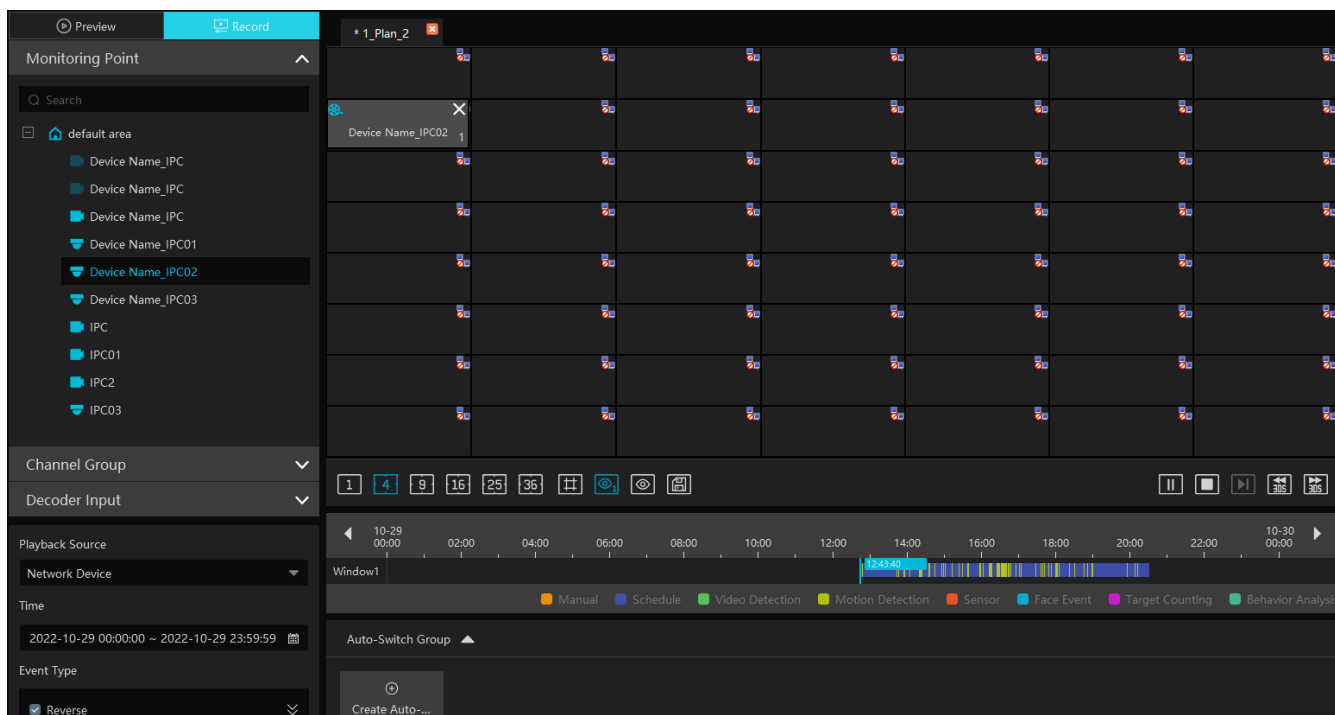 Preview
Record
Monitoring Point
Search
default area
Device Name_IPC
Device Name_IPC
Device Name_IPC
Device Name_IPC01
Device Name_IPC02
Device Name_IPC03
IPC
IPC01
IPC2
IPC03
Channel Group
Decoder Input
Playback Source
Network Device
Time
2022-10-29 00:00:00 ~ 2022-10-29 23:59:59
Event Type
Reverse
* 1_Plan_2
Device Name_IPC02 1
1 4 9 16 25 36 1 30S 30S
10-29 10-30
00:00 02:00 04:00 06:00 08:00 10:00 12:00 14:00 16:00 18:00 20:00 22:00 00:00
Window1 12:43:40
Manual Schedule Video Detection Motion Detection Sensor Face Event Target Counting Behavior Analysis
Auto-Switch Group
Create Auto-...